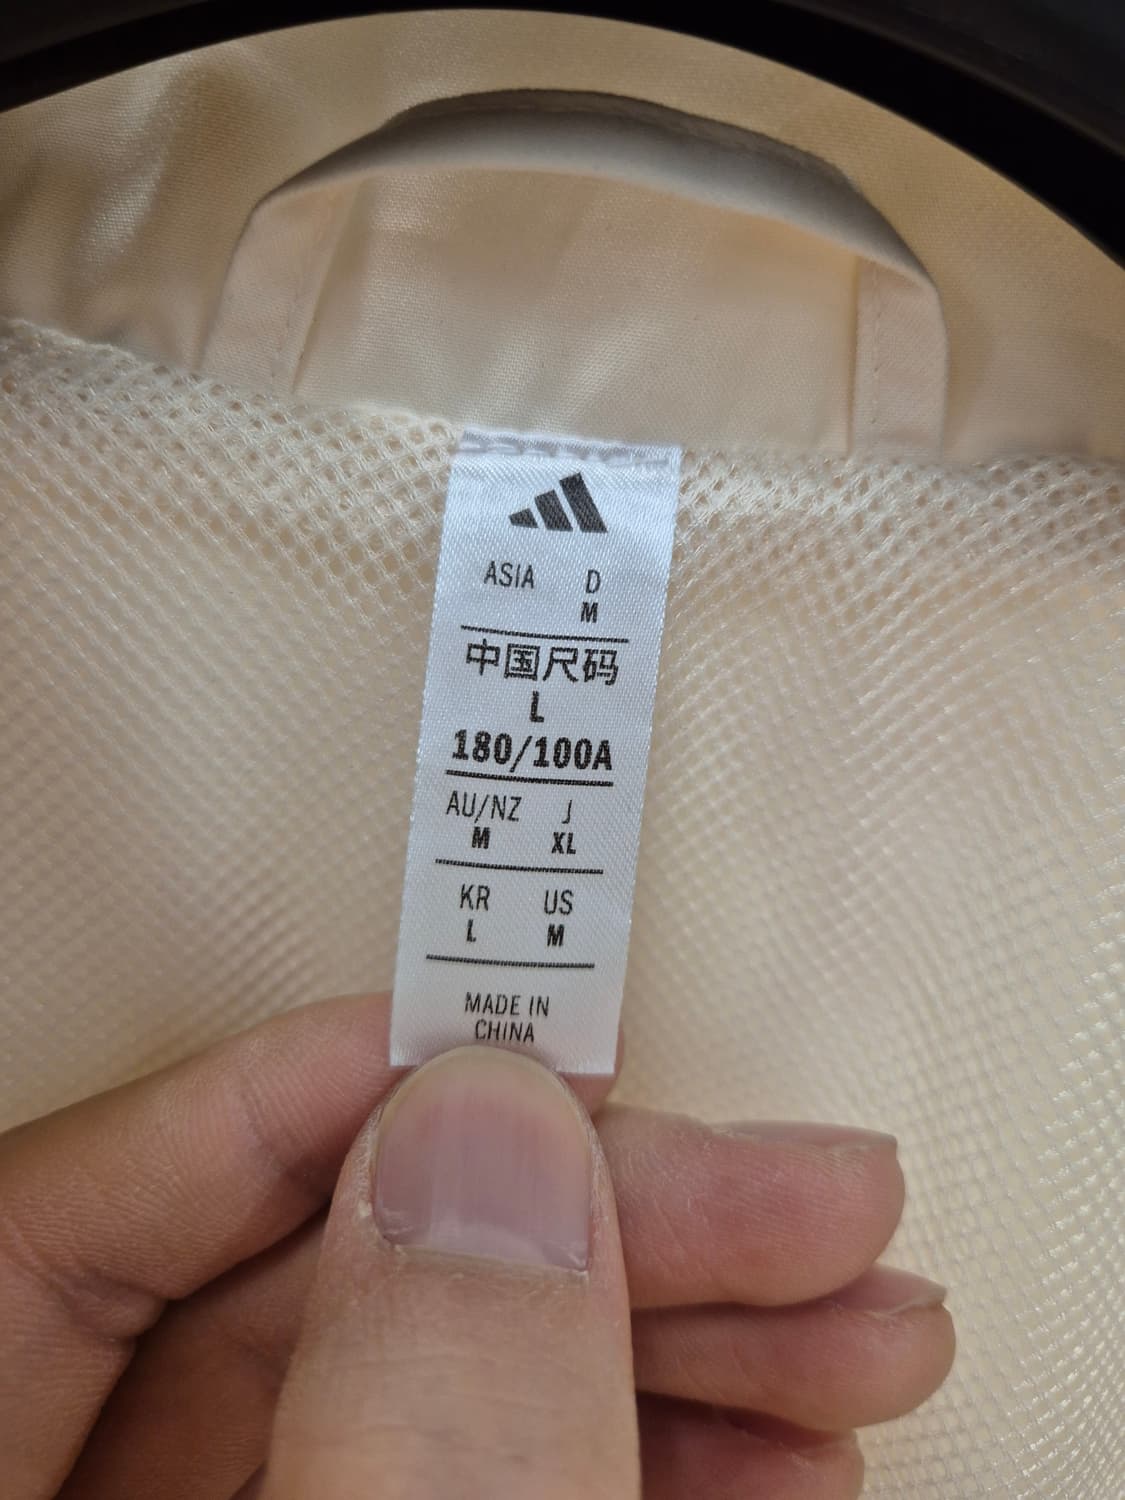 ASIA D
M
中国尺码
L
180/100A
AU/NZ J
M XL
KR US
L M
MADE IN
CHINA